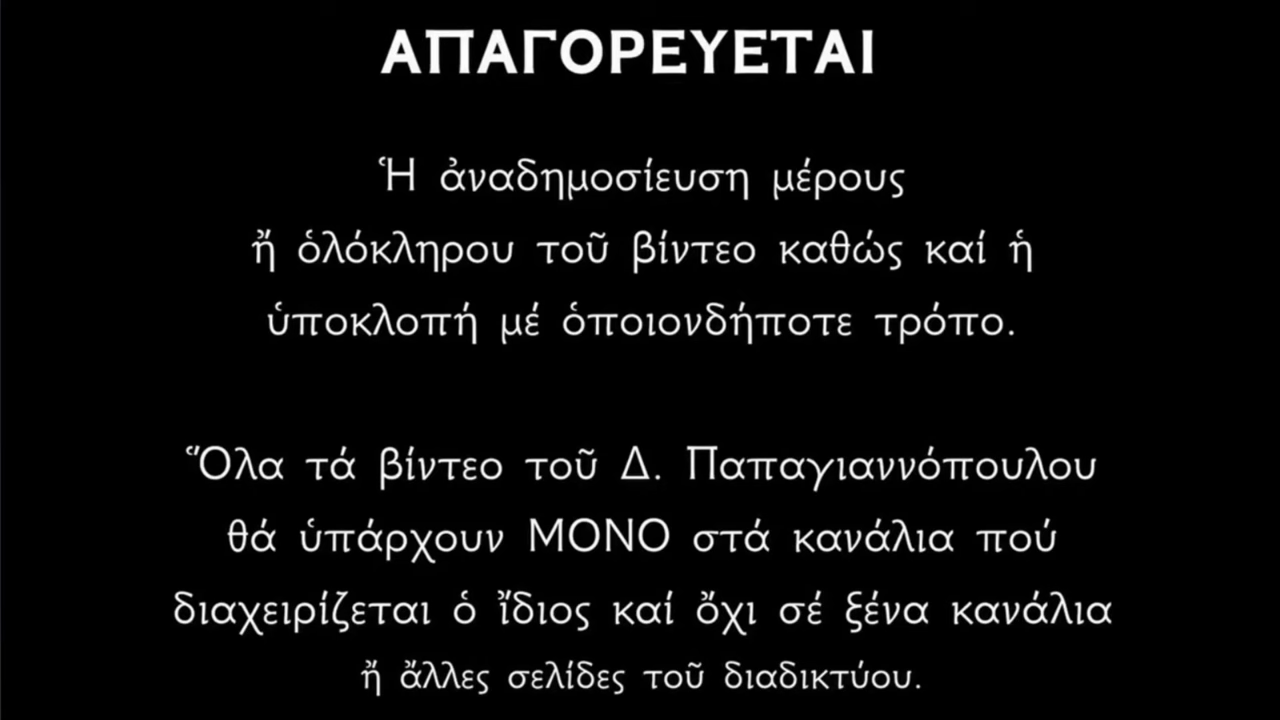 ΑΠΑΓΟΡΕΥΕΤΑΙ
Ἡ ἀναδημοσίευση μέρους
ἤ ὁλόκληρου τοῦ βίντεο καθώς καί ἡ
ὑποκλοπή μέ ὁποιονδήποτε τρόπο.
Ὅλα τά βίντεο τοῦ Δ. Παπαγιαννόπουλου
θά ὑπάρχουν ΜΟΝΟ στά κανάλια πού
διαχειρίζεται ὁ ἴδιος καί ὄχι σέ ξένα κανάλια
ἤ ἄλλες σελίδες τοῦ διαδικτύου.